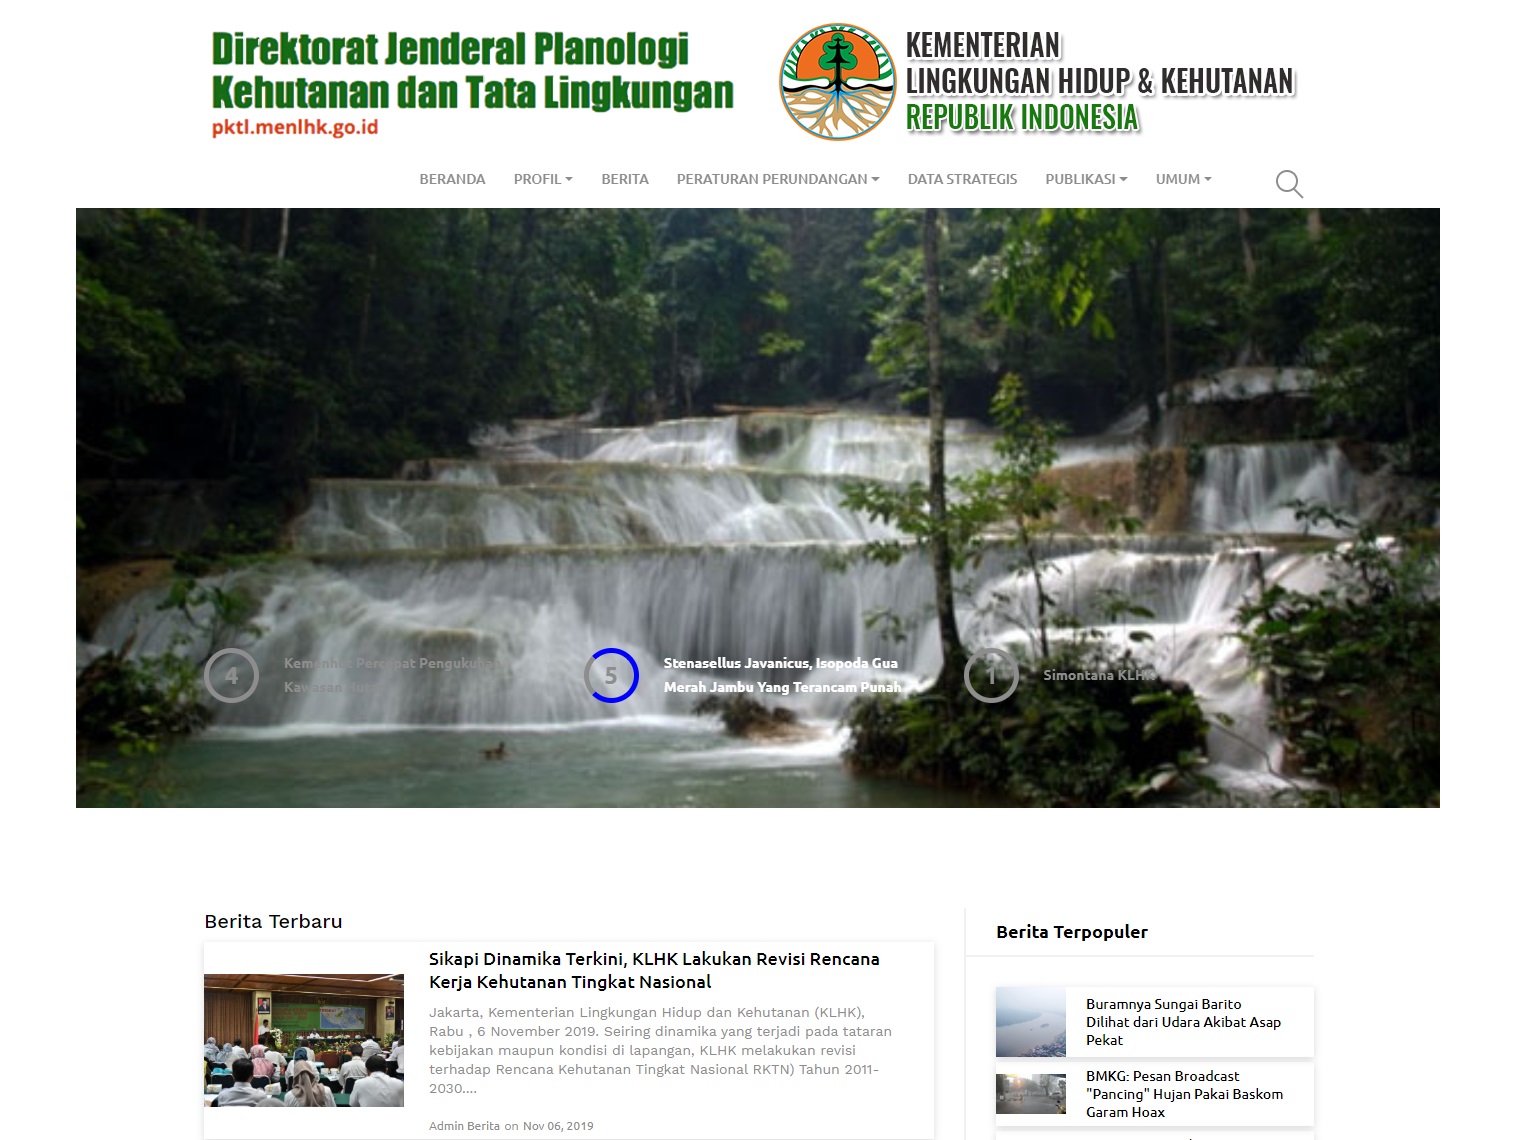 Direktorat Jenderal Planologi
Kehutanan dan Tata Lingkungan
pktl.menlhk.go.id
KEMENTERIAN
LINGKUNGAN HIDUP & KEHUTANAN
REPUBLIK INDONESIA
BERANDA PROFIL BERITA PERATURAN PERUNDANGAN DATA STRATEGIS PUBLIKASI UMUM
4
Kemenhut Percepat Pengukuhan
Kawasan
5
Stenasellus Javanicus, Isopoda Gua
Merah Jambu Yang Terancam Punah
1
Simontana KLHK
Berita Terbaru
Sikapi Dinamika Terkini, KLHK Lakukan Revisi Rencana
Kerja Kehutanan Tingkat Nasional
Jakarta, Kementerian Lingkungan Hidup dan Kehutanan (KLHK),
Rabu , 6 November 2019. Seiring dinamika yang terjadi pada tataran
kebijakan maupun kondisi di lapangan, KLHK melakukan revisi
terhadap Rencana Kehutanan Tingkat Nasional RKTN) Tahun 2011-
2030....
Admin Berita on Nov 06, 2019
Berita Terpopuler
Buramnya Sungai Barito
Dilihat dari Udara Akibat Asap
Pekat
BMKG: Pesan Broadcast
"Pancing" Hujan Pakai Baskom
Garam Hoax